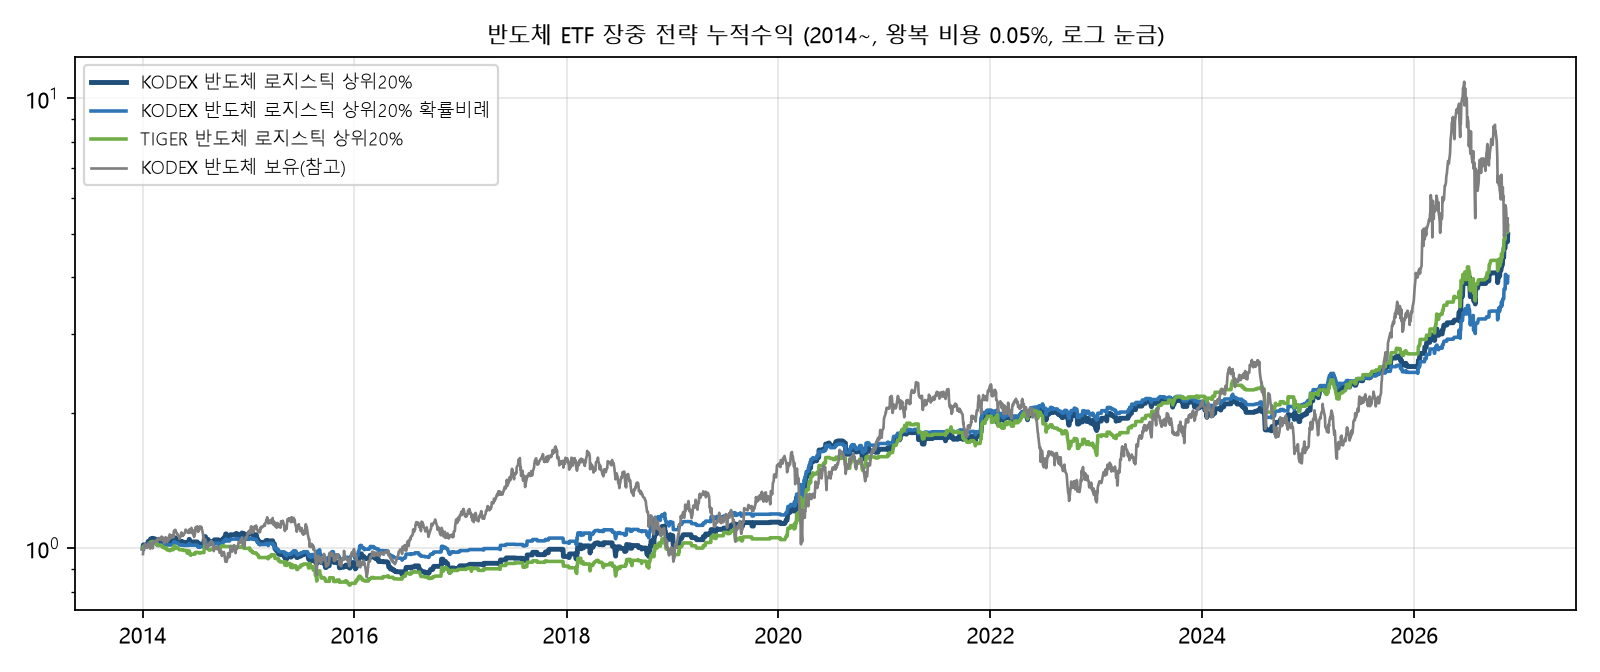 반도체 ETF 장중 전략 누적수익 (2014~, 왕복 비용 0.05%, 로그 눈금)
KODEX 반도체 로지스틱 상위20%
KODEX 반도체 로지스틱 상위20% 확률비례
TIGER 반도체 로지스틱 상위20%
KODEX 반도체 보유(참고)
10¹
10⁰
2014 2016 2018 2020 2022 2024 2026